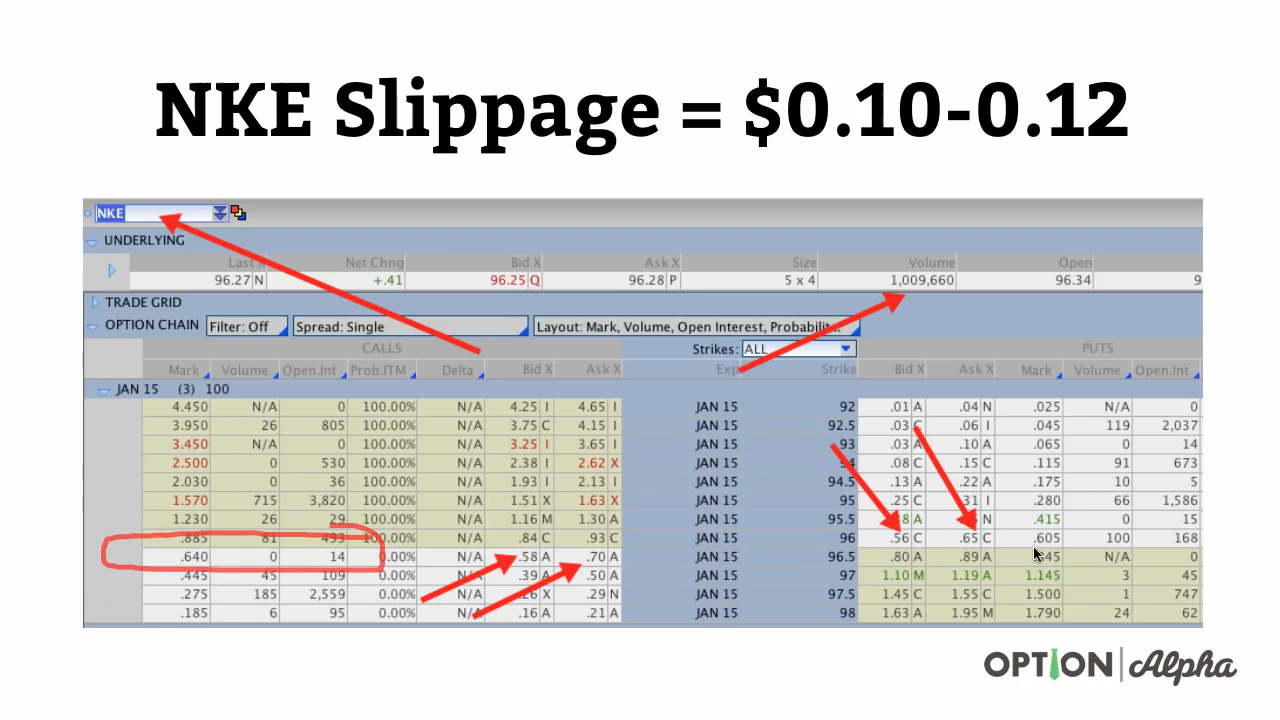 NKE Slippage = $0.10-0.12
NKE
UNDERLYING
Last X Net Chng Bid X Ask X Size Volume Open
96.27 N +.41 96.25 Q 96.28 P 5 x 4 1,009,660 96.34 9
TRADE GRID
OPTION CHAIN Filter: Off Spread: Single Layout: Mark, Volume, Open Interest, Probabilit...
CALLS Strikes: ALL PUTS
Mark Volume Open.Int Prob.ITM Delta Bid X Ask X Exp Strike Bid X Ask X Mark Volume Open.Int
JAN 15 (3) 100
4.450 N/A 0 100.00% N/A 4.25 I 4.65 I JAN 15 92 .01 A .04 N .025 N/A 0
3.950 26 805 100.00% N/A 3.75 C 4.15 I JAN 15 92.5 .03 C .06 I .045 119 2,037
3.450 N/A 0 100.00% N/A 3.25 I 3.65 I JAN 15 93 .03 A .10 A .065 0 14
2.500 0 530 100.00% N/A 2.38 I 2.62 X JAN 15 94 .08 C .15 C .115 91 673
2.030 0 36 100.00% N/A 1.93 I 2.13 I JAN 15 94.5 .13 A .22 A .175 10 5
1.570 715 3,820 100.00% N/A 1.51 X 1.63 X JAN 15 95 .25 C .31 I .280 66 1,586
1.230 26 29 100.00% N/A 1.16 M 1.30 A JAN 15 95.5 8 A N .415 0 15
.885 81 493 100.00% N/A .84 C .93 C JAN 15 96 .56 C .65 C .605 100 168
.640 0 14 0.00% N/A .58 A .70 A JAN 15 96.5 .80 A .89 A 45 N/A 0
.445 45 109 0.00% N/A .39 A .50 A JAN 15 97 1.10 M 1.19 A 1.145 3 45
.275 185 2,559 0.00% N/A .26 X .29 N JAN 15 97.5 1.45 C 1.55 C 1.500 1 747
.185 6 95 0.00% N/A .16 A .21 A JAN 15 98 1.63 A 1.95 M 1.790 24 62
OPTION Alpha